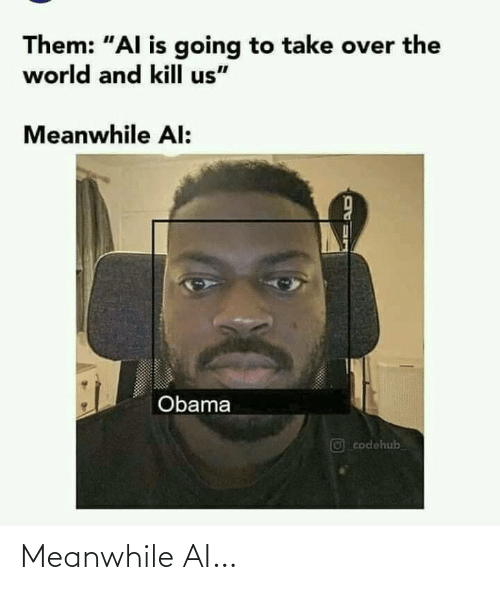 Them: "AI is going to take over the
world and kill us"
Meanwhile AI:
Obama
codehub
Meanwhile AI…